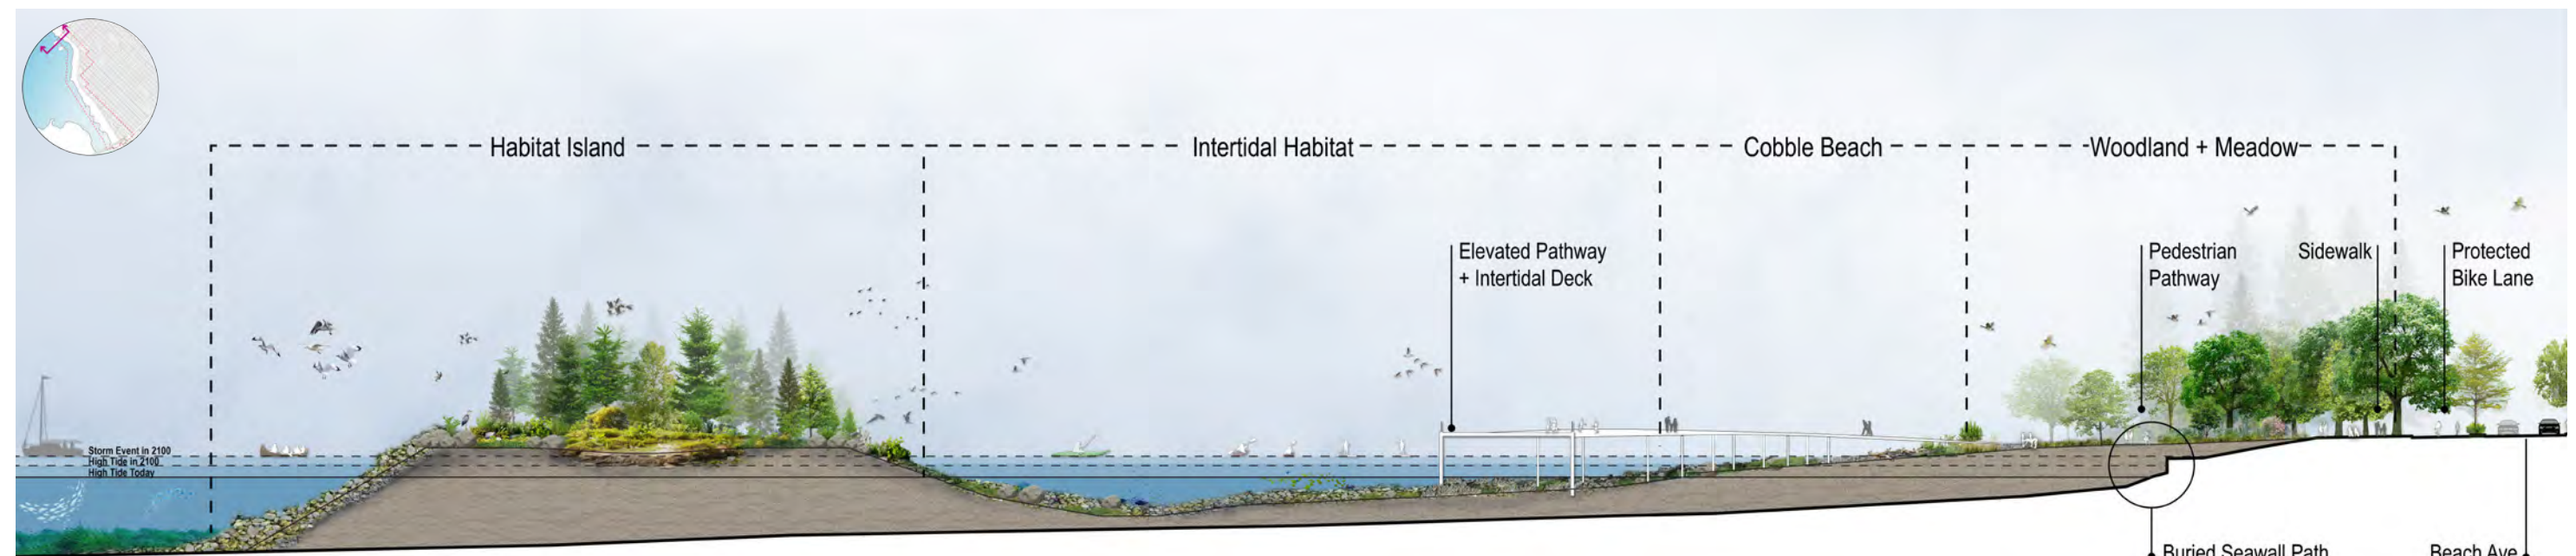 Habitat Island
Intertidal Habitat
Cobble Beach
Woodland + Meadow
Elevated Pathway
+ Intertidal Deck
Pedestrian
Pathway
Sidewalk
Protected
Bike Lane
Storm Event in 2100
High Tide in 2100
High Tide Today
Buried Seawall Path
Beach Ave